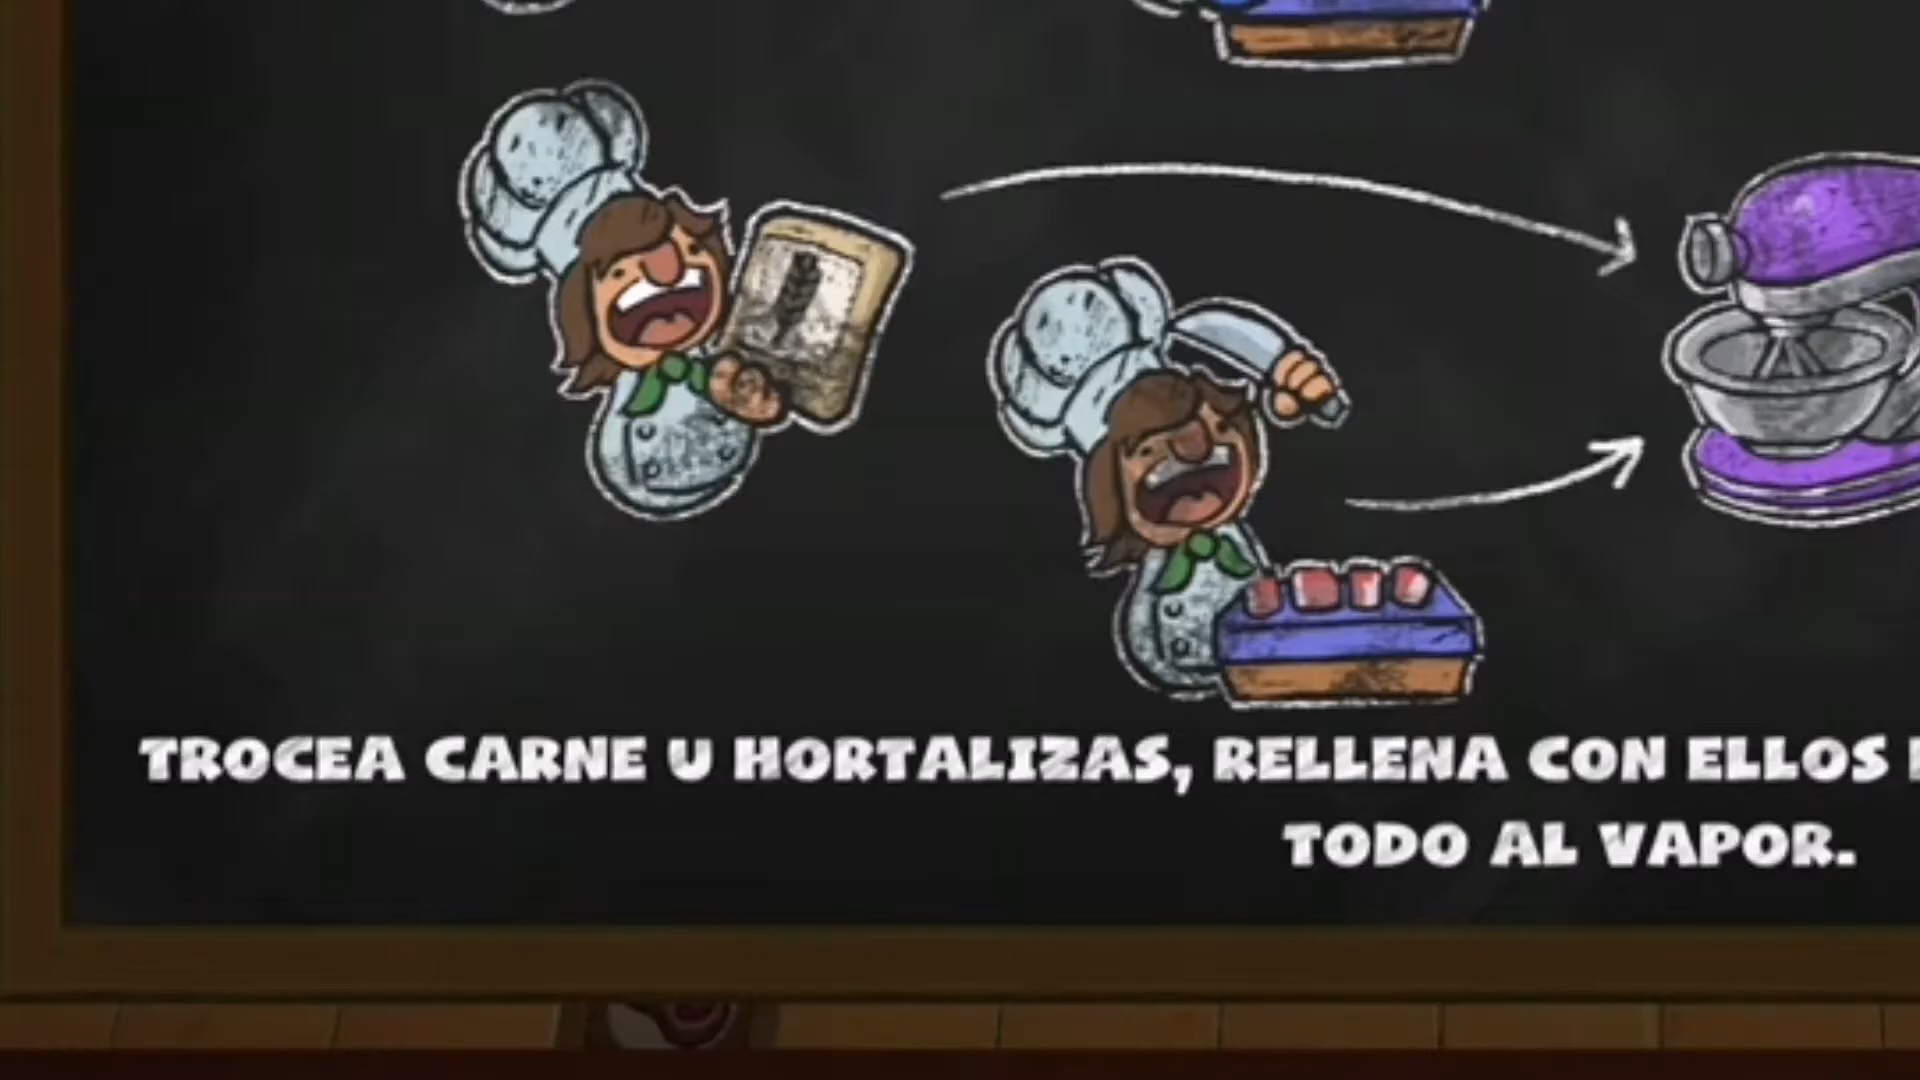 TROCEA CARNE U HORTALIZAS, RELLENA CON ELLOS
TODO AL VAPOR.